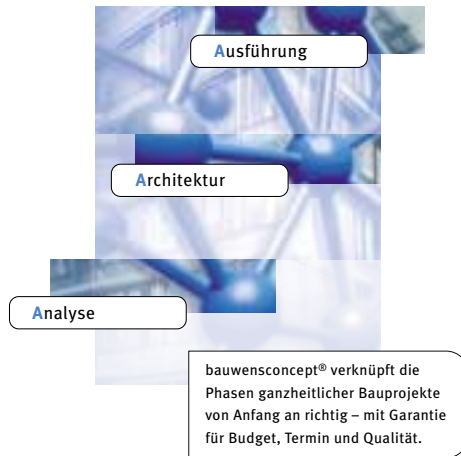 Ausführung
Architektur
Analyse
bauwensconcept® verknüpft die
Phasen ganzheitlicher Bauprojekte
von Anfang an richtig – mit Garantie
für Budget, Termin und Qualität.